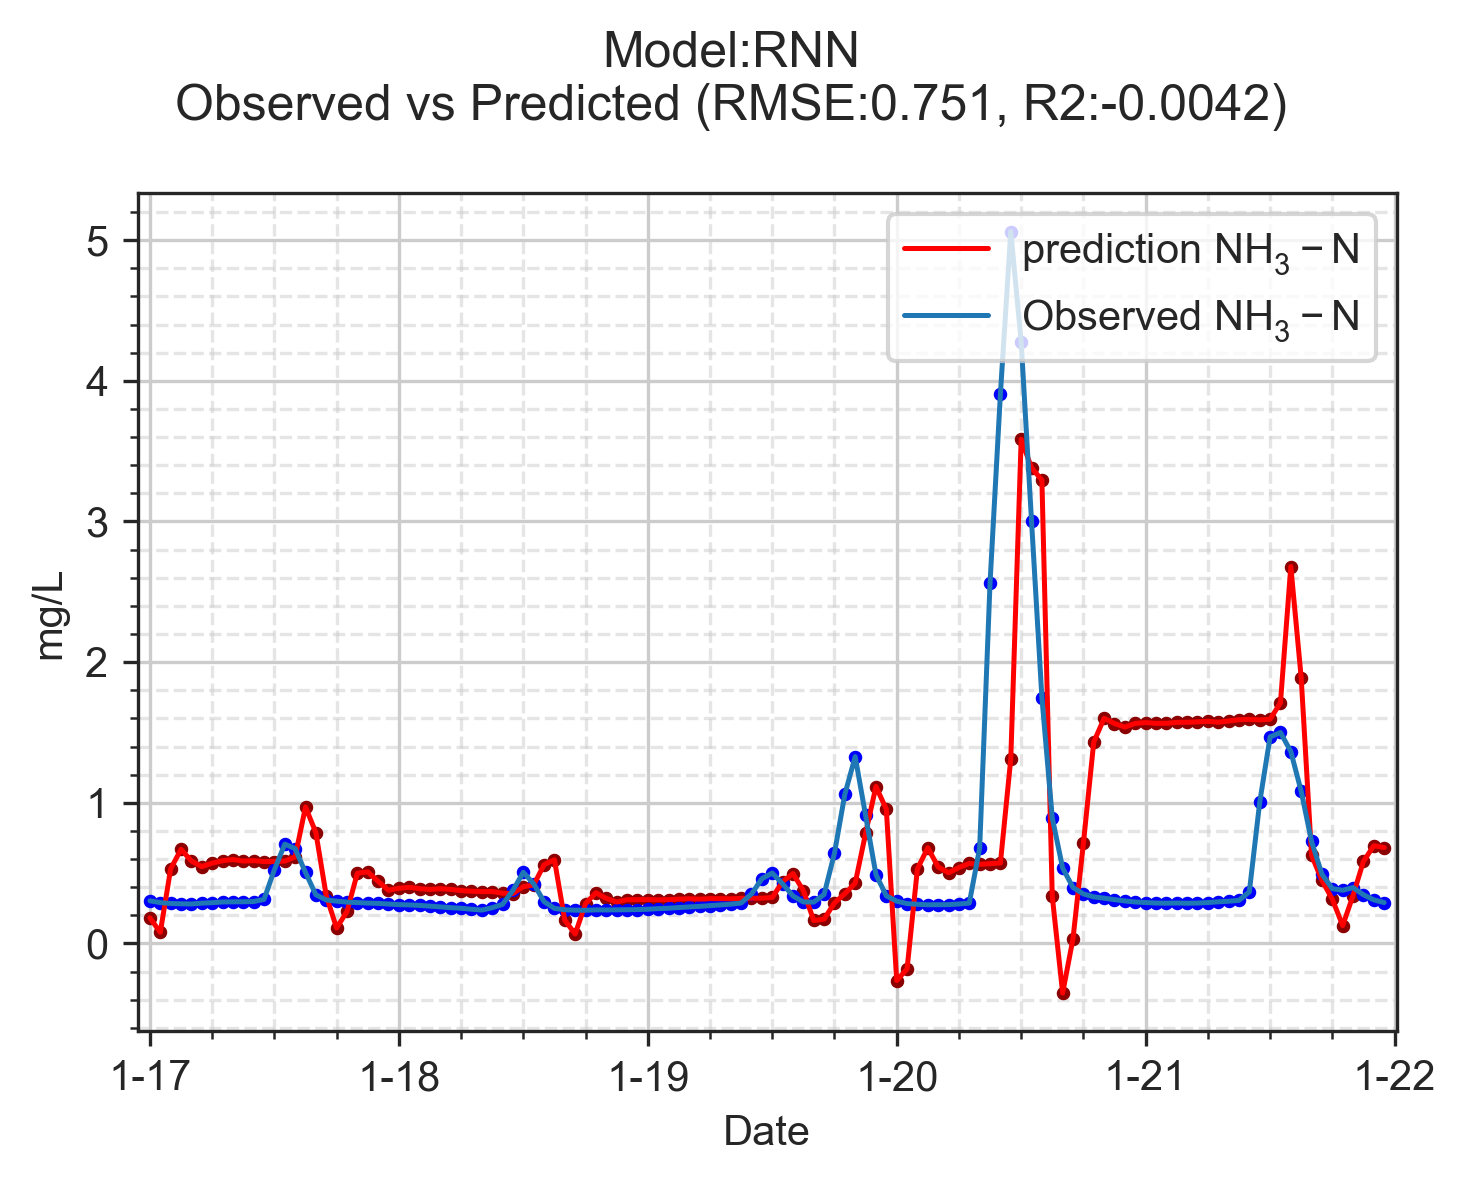 Model:RNN
Observed vs Predicted (RMSE:0.751, R2:-0.0042)
prediction NH₃ − N
Observed NH₃ − N
5
4
3
2
1
0
mg/L
1-17 1-18 1-19 1-20 1-21 1-22
Date